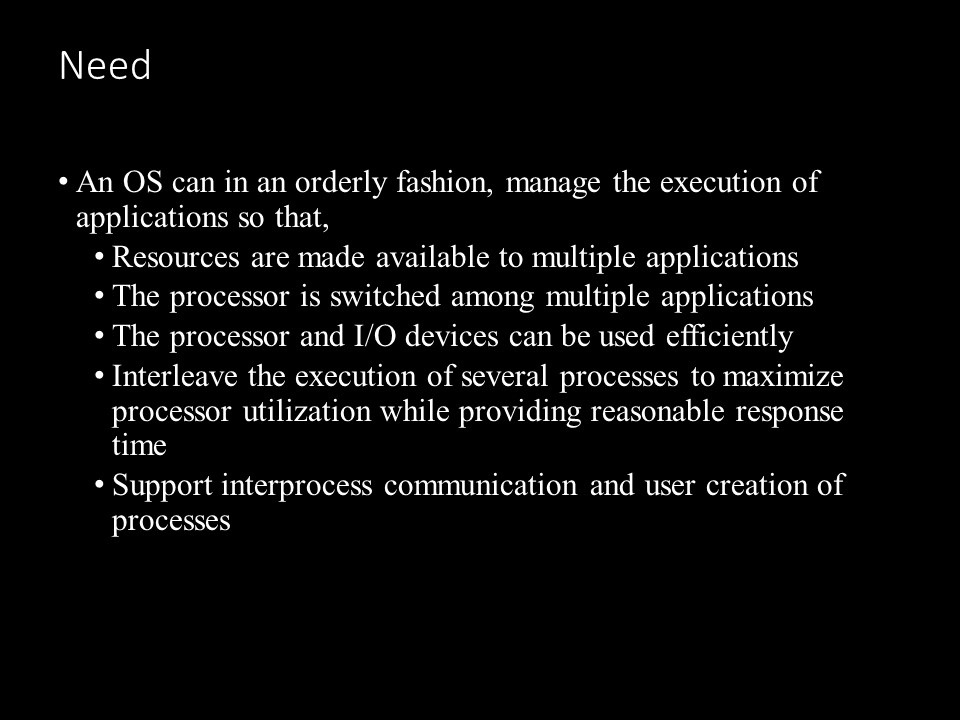 Need
• An OS can in an orderly fashion, manage the execution of
applications so that,
• Resources are made available to multiple applications
• The processor is switched among multiple applications
• The processor and I/O devices can be used efficiently
• Interleave the execution of several processes to maximize
processor utilization while providing reasonable response
time
• Support interprocess communication and user creation of
processes